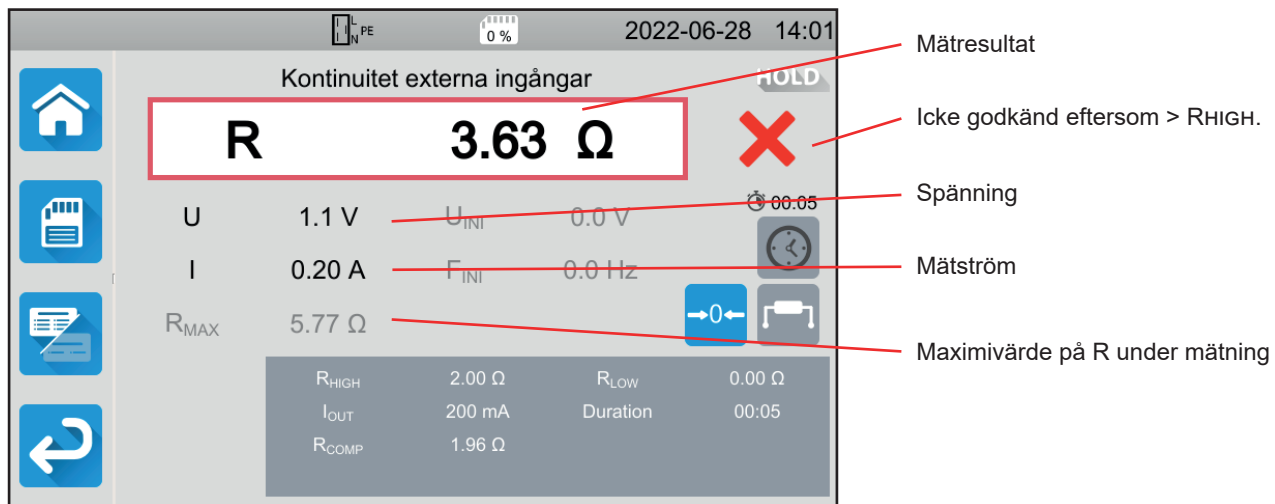 L
N PE
0 %
2022-06-28 14:01
Kontinuitet externa ingångar
HOLD
R 3.63 Ω
U 1.1 V UINI 0.0 V
00:05
I 0.20 A FINI 0.0 Hz
RMAX 5.77 Ω
→0←
RHIGH 2.00 Ω RLOW 0.00 Ω
IOUT 200 mA Duration 00:05
RCOMP 1.96 Ω
Mätresultat
Icke godkänd eftersom > RHIGH.
Spänning
Mätström
Maximivärde på R under mätning